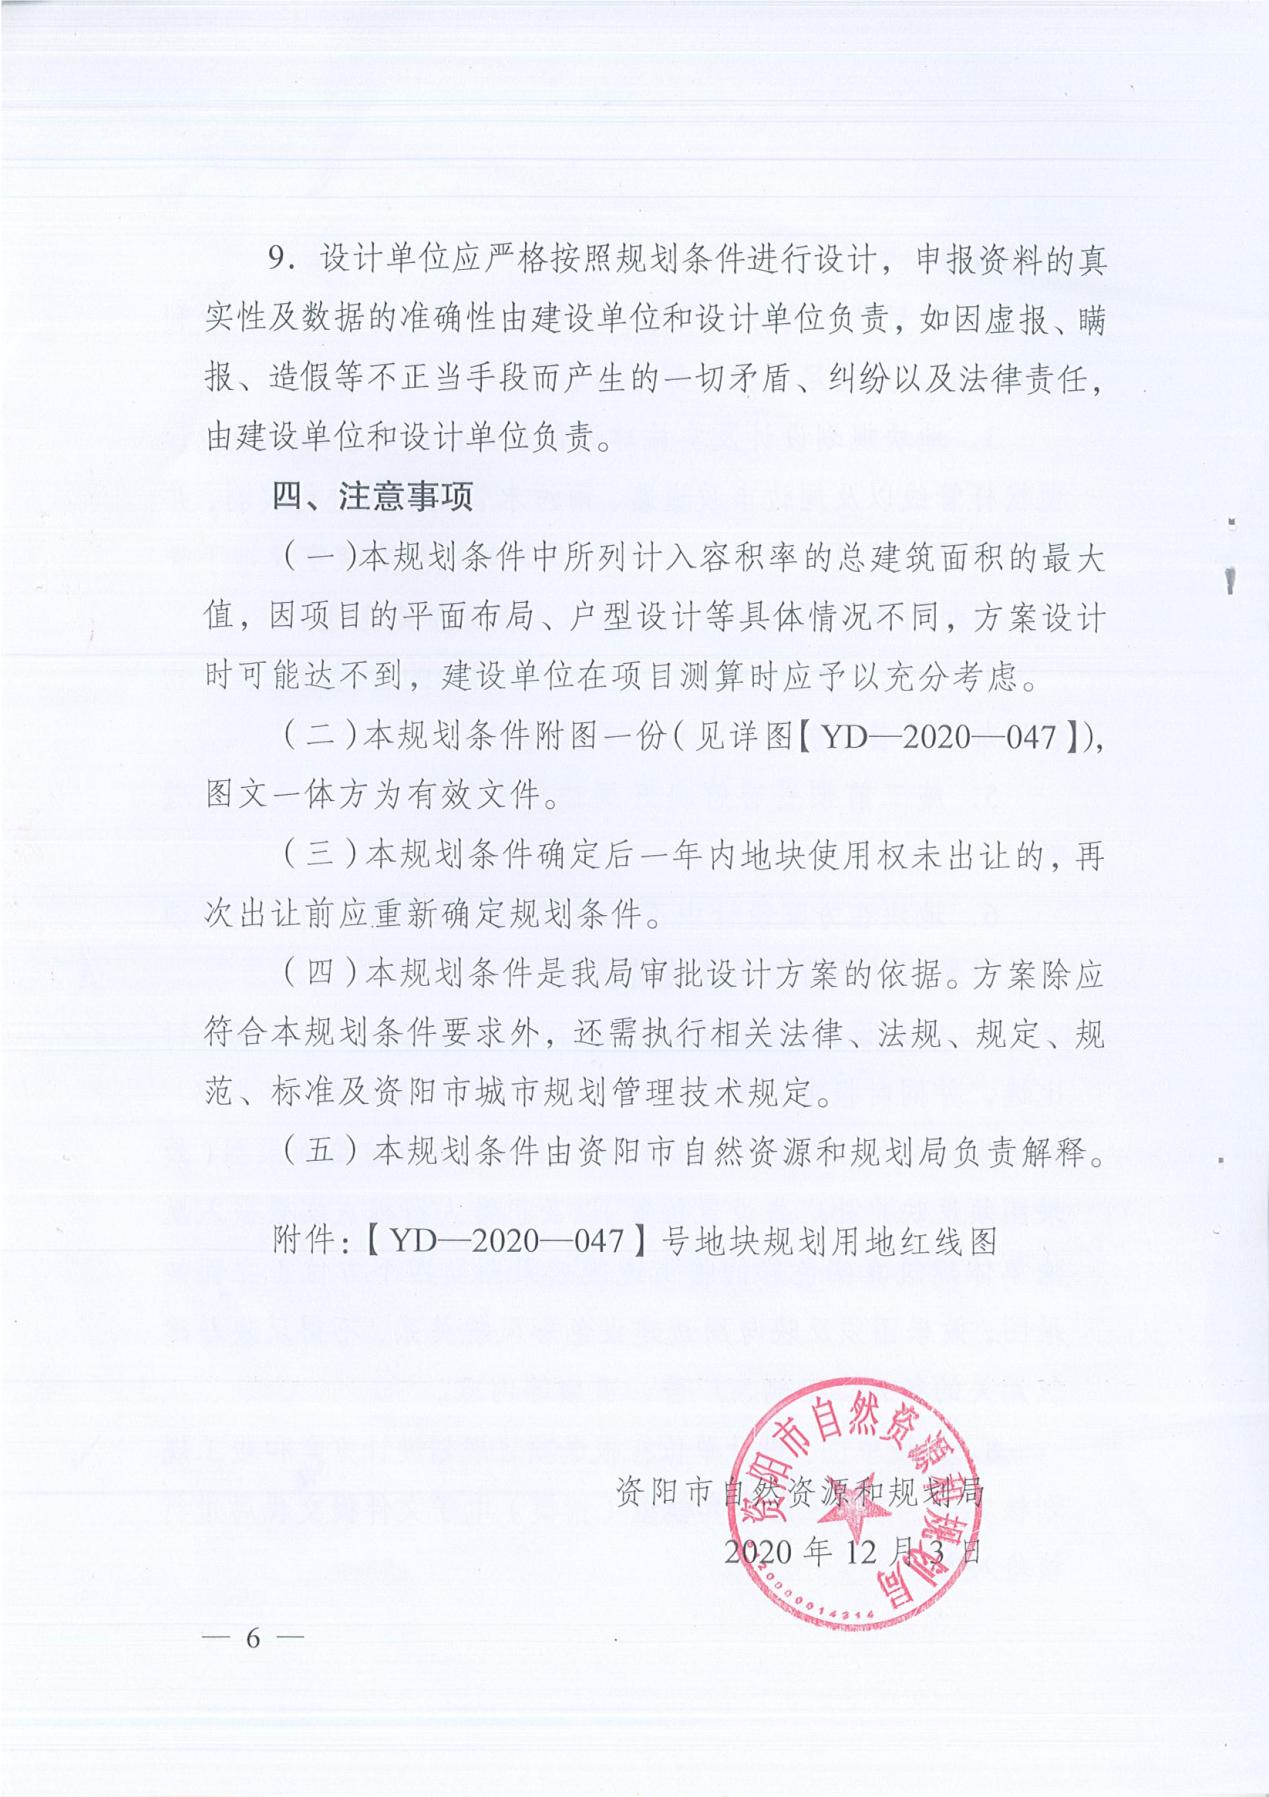 9. 设计单位应严格按照规划条件进行设计，申报资料的真
实性及数据的准确性由建设单位和设计单位负责，如因虚报、瞒
报、造假等不正当手段而产生的一切矛盾、纠纷以及法律责任，
由建设单位和设计单位负责。
四、注意事项
（一）本规划条件中所列计入容积率的总建筑面积的最大
值，因项目的平面布局、户型设计等具体情况不同，方案设计
时可能达不到，建设单位在项目测算时应予以充分考虑。
（二）本规划条件附图一份（见详图【YD—2020—047】），
图文一体方为有效文件。
（三）本规划条件确定后一年内地块使用权未出让的，再
次出让前应重新确定规划条件。
（四）本规划条件是我局审批设计方案的依据。方案除应
符合本规划条件要求外，还需执行相关法律、法规、规定、规
范、标准及资阳市城市规划管理技术规定。
（五）本规划条件由资阳市自然资源和规划局负责解释。
附件：【YD—2020—047】号地块规划用地红线图
资阳市自然资源和规划局
资阳市自然资源和规划局
2020 年 12 月 3 日
— 6 —